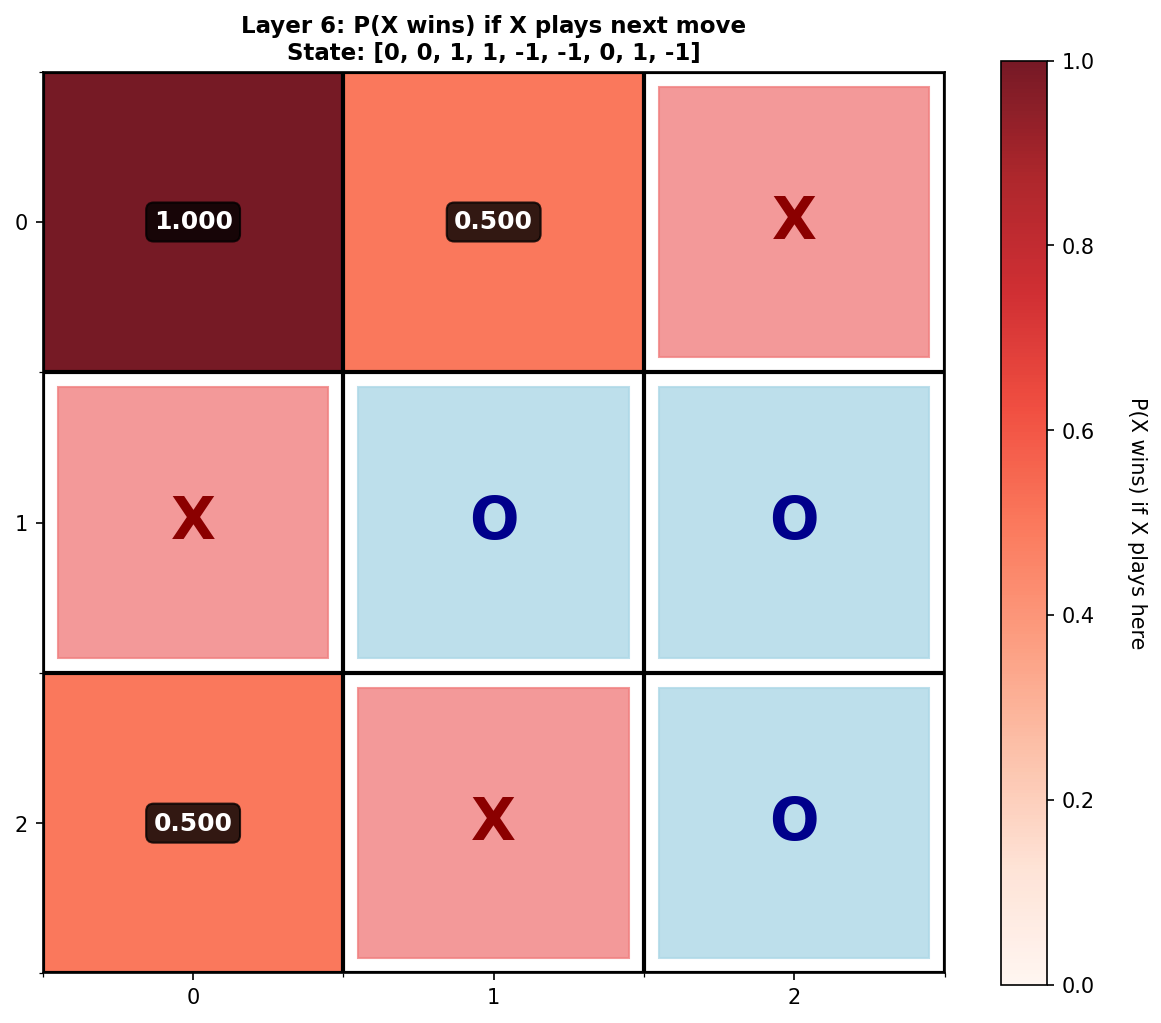 Layer 6: P(X wins) if X plays next move
State: [0, 0, 1, 1, -1, -1, 0, 1, -1]
0
1.000
0.500
X
1
X
O
O
2
0.500
X
O
0
1
2
1.0
0.8
0.6
0.4
0.2
0.0
P(X wins) if X plays here